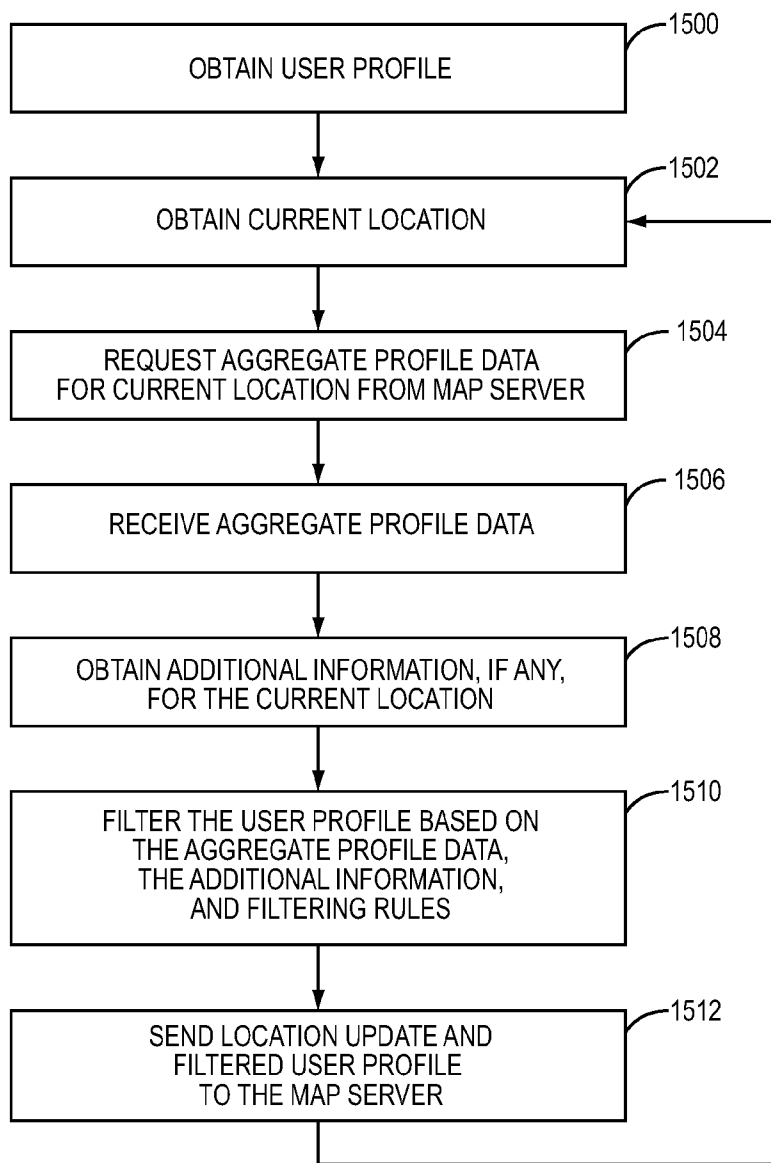 1500
OBTAIN USER PROFILE
1502
OBTAIN CURRENT LOCATION
1504
REQUEST AGGREGATE PROFILE DATA
FOR CURRENT LOCATION FROM MAP SERVER
1506
RECEIVE AGGREGATE PROFILE DATA
1508
OBTAIN ADDITIONAL INFORMATION, IF ANY,
FOR THE CURRENT LOCATION
1510
FILTER THE USER PROFILE BASED ON
THE AGGREGATE PROFILE DATA,
THE ADDITIONAL INFORMATION,
AND FILTERING RULES
1512
SEND LOCATION UPDATE AND
FILTERED USER PROFILE
TO THE MAP SERVER